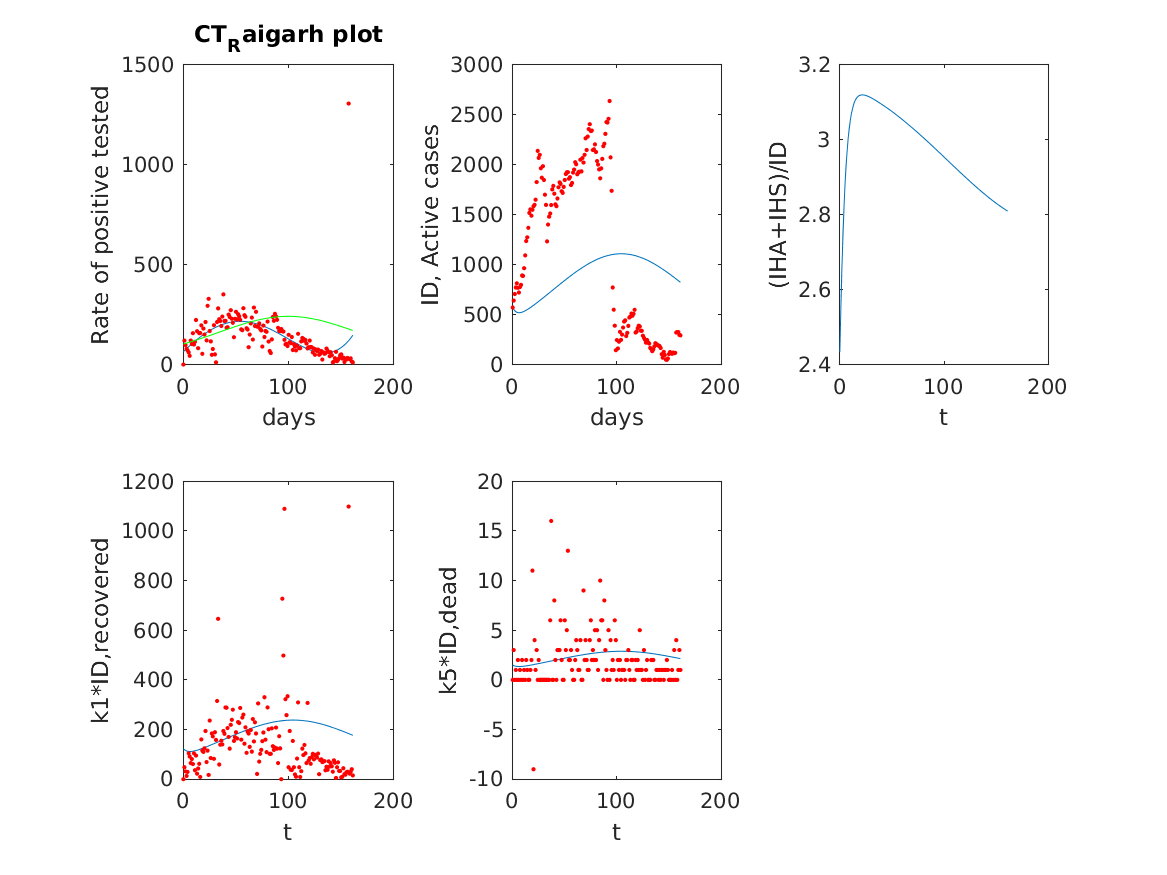 CT_Raigarh plot
1500
1000
500
0
0 100 200
days
Rate of positive tested
3000
2500
2000
1500
1000
500
0
0 100 200
days
ID, Active cases
3.2
3
2.8
2.6
2.4
0 100 200
t
(IHA+IHS)/ID
1200
1000
800
600
400
200
0
0 100 200
t
k1*ID,recovered
20
15
10
5
0
-5
-10
0 100 200
t
k5*ID,dead